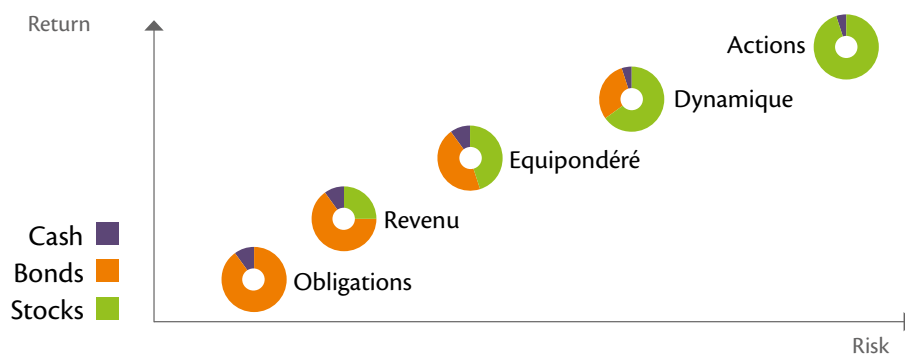 Return
Actions
Dynamique
Equipondéré
Revenu
Cash
Bonds
Obligations
Stocks
Risk